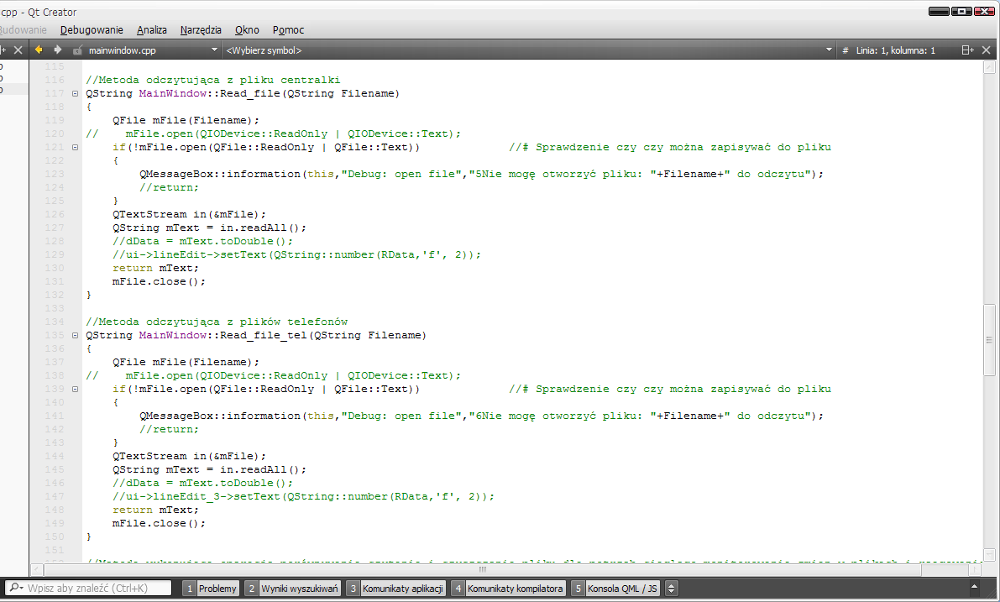 cpp - Qt Creator
Budowanie Debugowanie Analiza Narzędzia Okno Pomoc
mainwindow.cpp <Wybierz symbol> # Linia: 1, kolumna: 1
115
116 //Metoda odczytująca z pliku centralki
117 QString MainWindow::Read_file(QString Filename)
118 {
119 QFile mFile(Filename);
120 // mFile.open(QIODevice::ReadOnly | QIODevice::Text);
121 if(!mFile.open(QFile::ReadOnly | QFile::Text)) //# Sprawdzenie czy czy można zapisywać do pliku
122 {
123 QMessageBox::information(this,"Debug: open file","5Nie mogę otworzyć pliku: "+Filename+" do odczytu");
124 //return;
125 }
126 QTextStream in(&mFile);
127 QString mText = in.readAll();
128 //dData = mText.toDouble();
129 //ui->lineEdit->setText(QString::number(RData,'f', 2));
130 return mText;
131 mFile.close();
132 }
133
134 //Metoda odczytująca z plików telefonów
135 QString MainWindow::Read_file_tel(QString Filename)
136 {
137 QFile mFile(Filename);
138 // mFile.open(QIODevice::ReadOnly | QIODevice::Text);
139 if(!mFile.open(QFile::ReadOnly | QFile::Text)) //# Sprawdzenie czy czy można zapisywać do pliku
140 {
141 QMessageBox::information(this,"Debug: open file","6Nie mogę otworzyć pliku: "+Filename+" do odczytu");
142 //return;
143 }
144 QTextStream in(&mFile);
145 QString mText = in.readAll();
146 //dData = mText.toDouble();
147 //ui->lineEdit_3->setText(QString::number(RData,'f', 2));
148 return mText;
149 mFile.close();
150 }
151
Wpisz aby znaleźć (Ctrl+K) 1 Problemy 2 Wyniki wyszukiwań 3 Komunikaty aplikacji 4 Komunikaty kompilatora 5 Konsola QML / JS